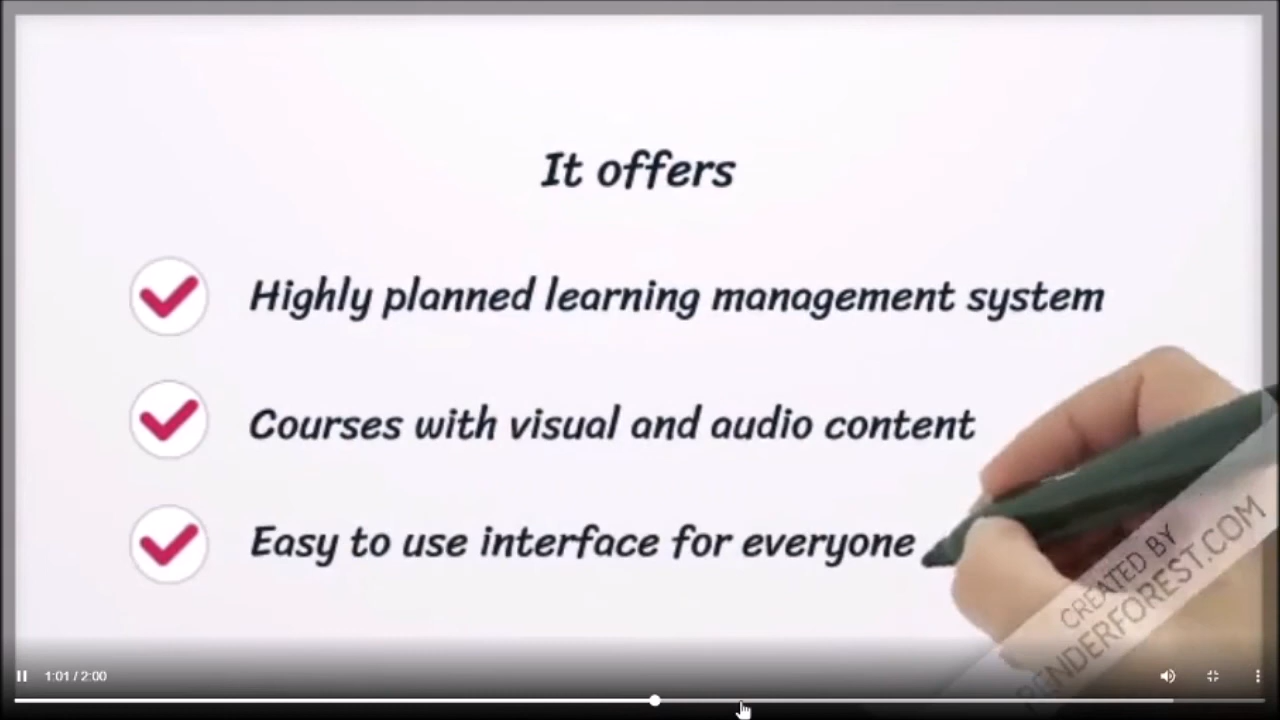 It offers
Highly planned learning management system
Courses with visual and audio content
Easy to use interface for everyone
CREATED BY
RENDERFOREST.COM
1:01 / 2:00